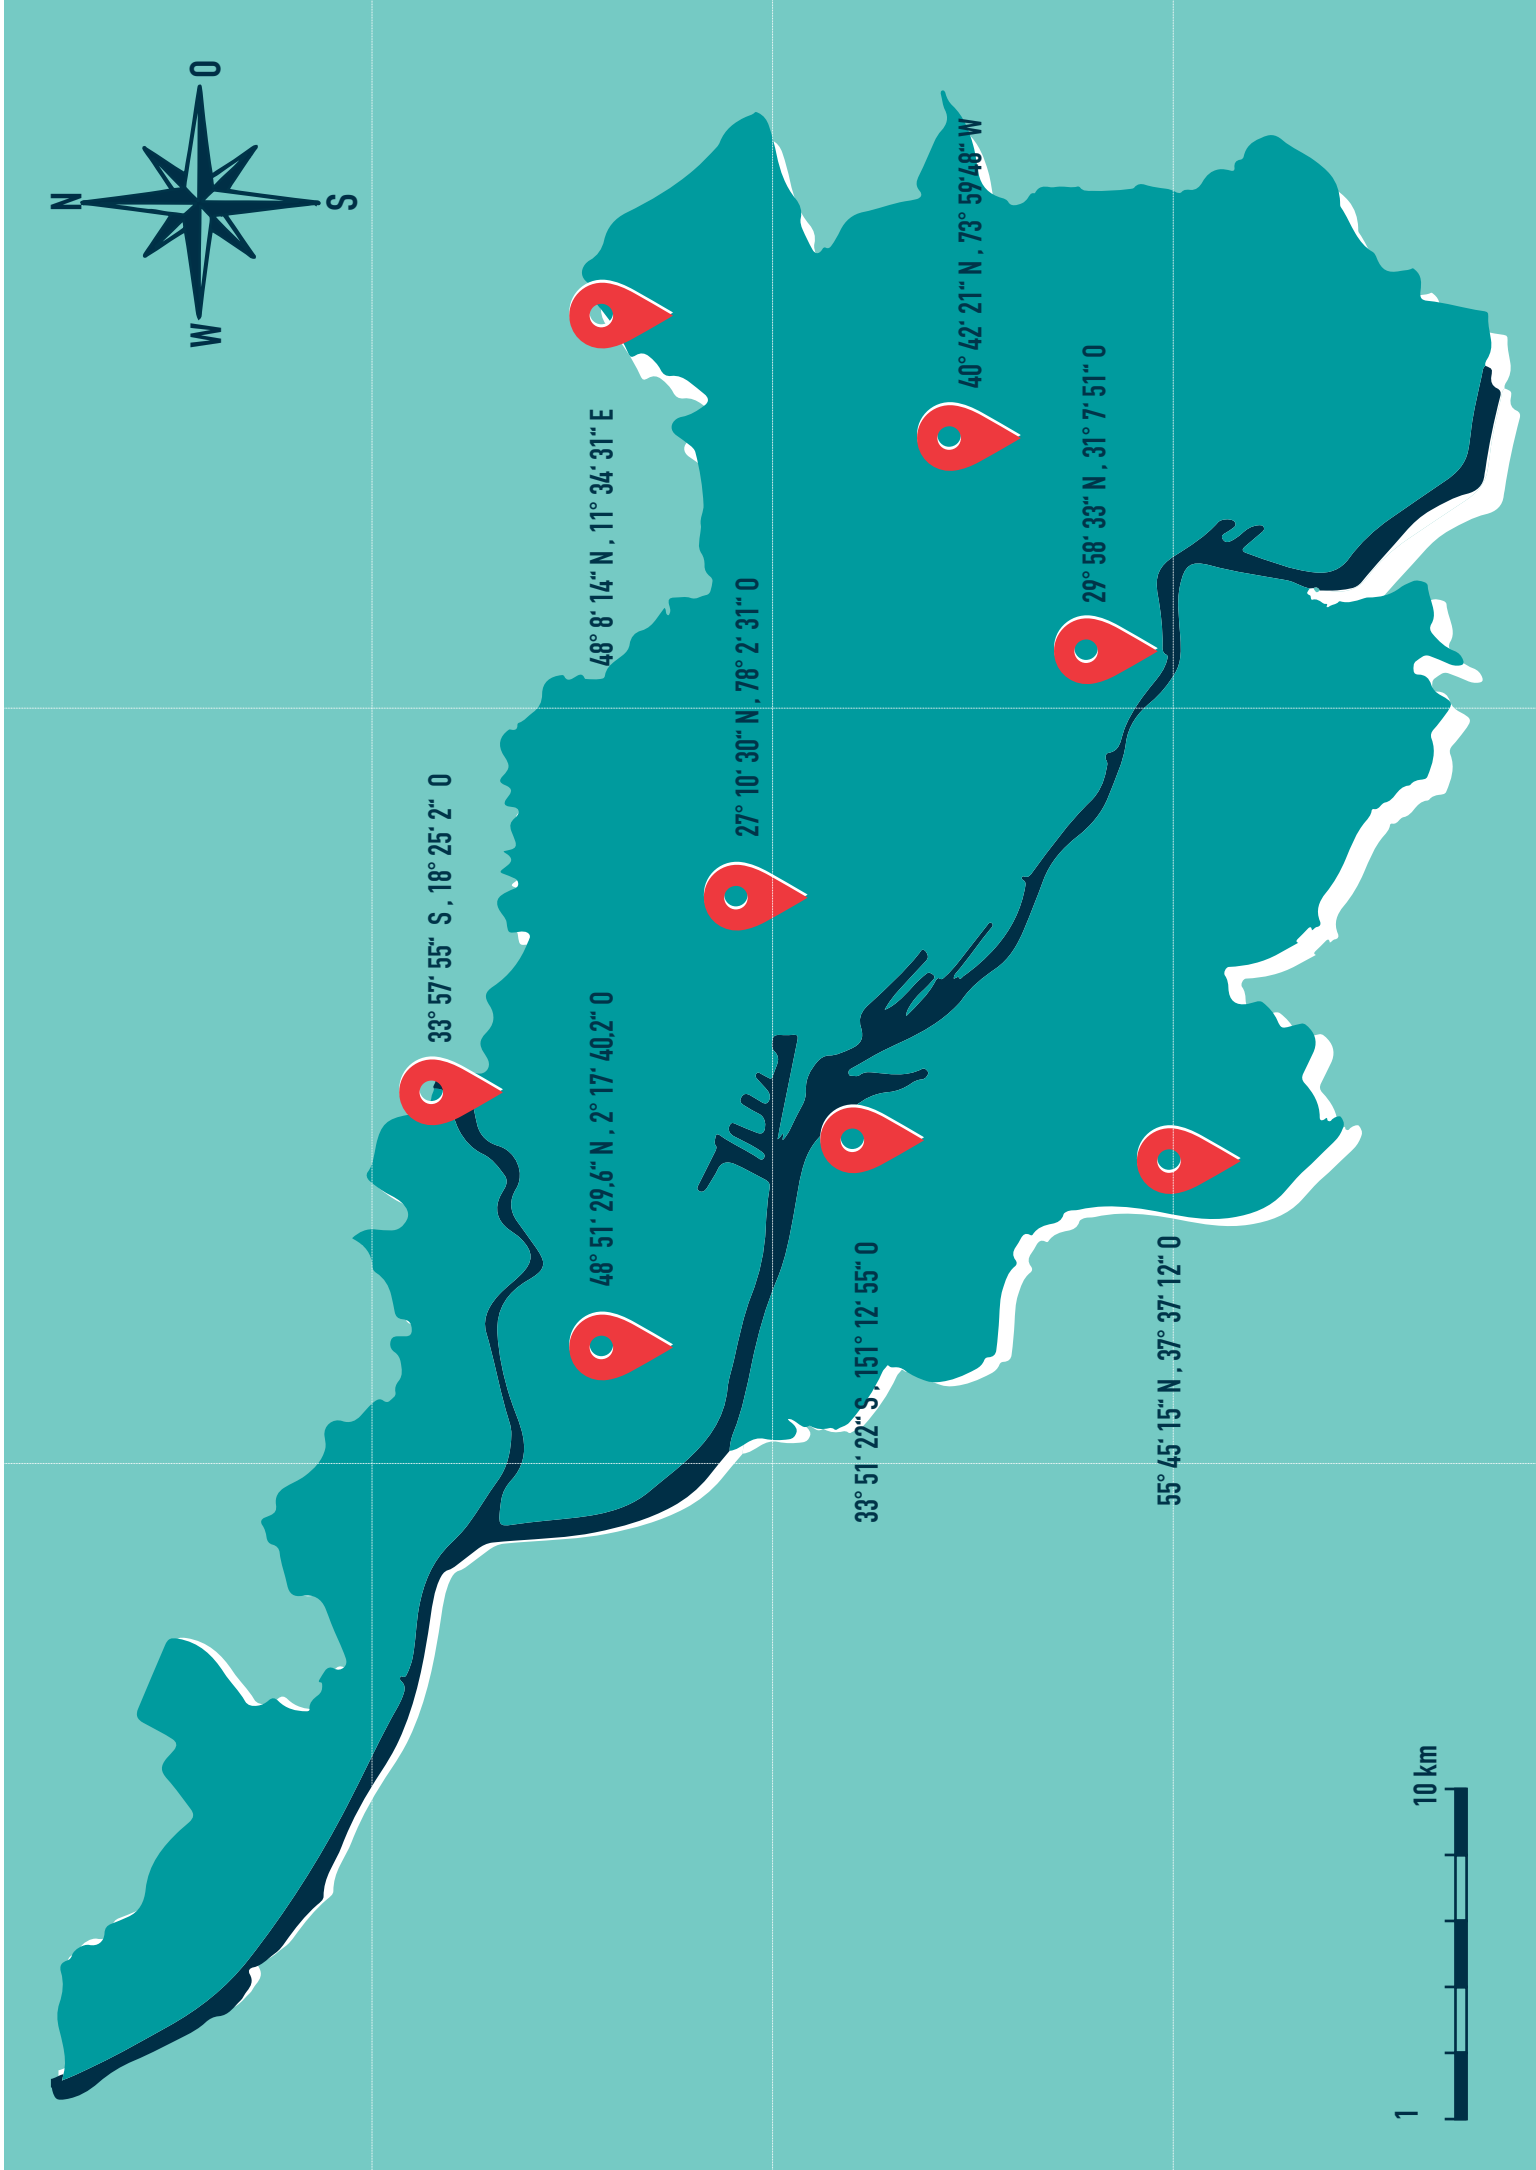 N
W
O
S
33° 57‘ 55“ S , 18° 25‘ 2“ O
48° 51‘ 29,6“ N , 2° 17‘ 40,2“ O
48° 8‘ 14“ N , 11° 34‘ 31“ E
27° 10‘ 30“ N , 78° 2‘ 31“ O
33° 51‘ 22“ S , 151° 12‘ 55“ O
40° 42‘ 21“ N , 73° 59‘48“ W
29° 58‘ 33“ N , 31° 7‘ 51“ O
55° 45‘ 15“ N , 37° 37‘ 12“ O
1
10 km